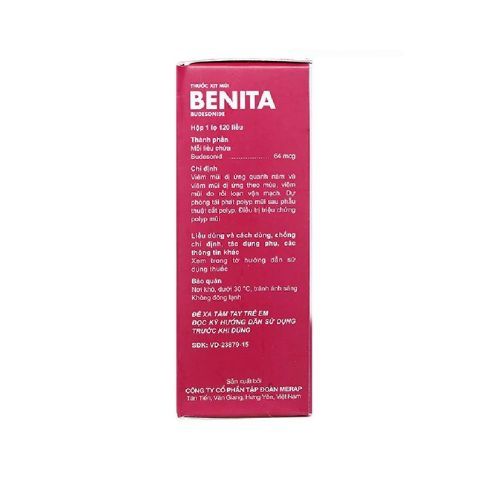 THUỐC XỊT MŨI
BENITA
BUDESONIDE
Hộp 1 lọ 120 liều
Thành phần
Mỗi liều chứa
Budesonid ........................ 64 mcg
Chỉ định
Viêm mũi dị ứng quanh năm và
viêm mũi dị ứng theo mùa, viêm
mũi do rối loạn vận mạch. Dự
phòng tái phát polyp mũi sau phẫu
thuật cắt polyp. Điều trị triệu chứng
polyp mũi
Liều dùng và cách dùng, chống
chỉ định, tác dụng phụ, các
thông tin khác
Xem trong tờ hướng dẫn sử
dụng thuốc
Bảo quản
Nơi khô, dưới 30 °C, tránh ánh sáng
Không đông lạnh
ĐỂ XA TẦM TAY TRẺ EM
ĐỌC KỸ HƯỚNG DẪN SỬ DỤNG
TRƯỚC KHI DÙNG
SĐK: VD-23879-15
Sản xuất bởi
CÔNG TY CỔ PHẦN TẬP ĐOÀN MERAP
Tân Tiến, Văn Giang, Hưng Yên, Việt Nam